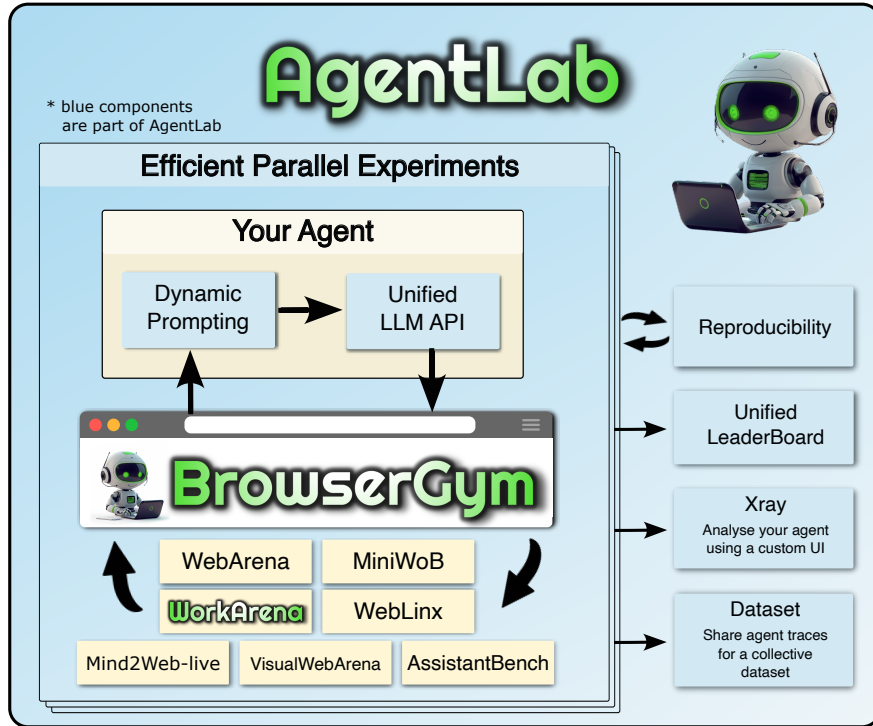 AgentLab
* blue components
are part of AgentLab
Efficient Parallel Experiments
Your Agent
Dynamic
Prompting
Unified
LLM API
BrowserGym
WebArena
MiniWoB
WorkArena
WebLinx
Mind2Web-live
VisualWebArena
AssistantBench
Reproducibility
Unified
LeaderBoard
Xray
Analyse your agent
using a custom UI
Dataset
Share agent traces
for a collective
dataset